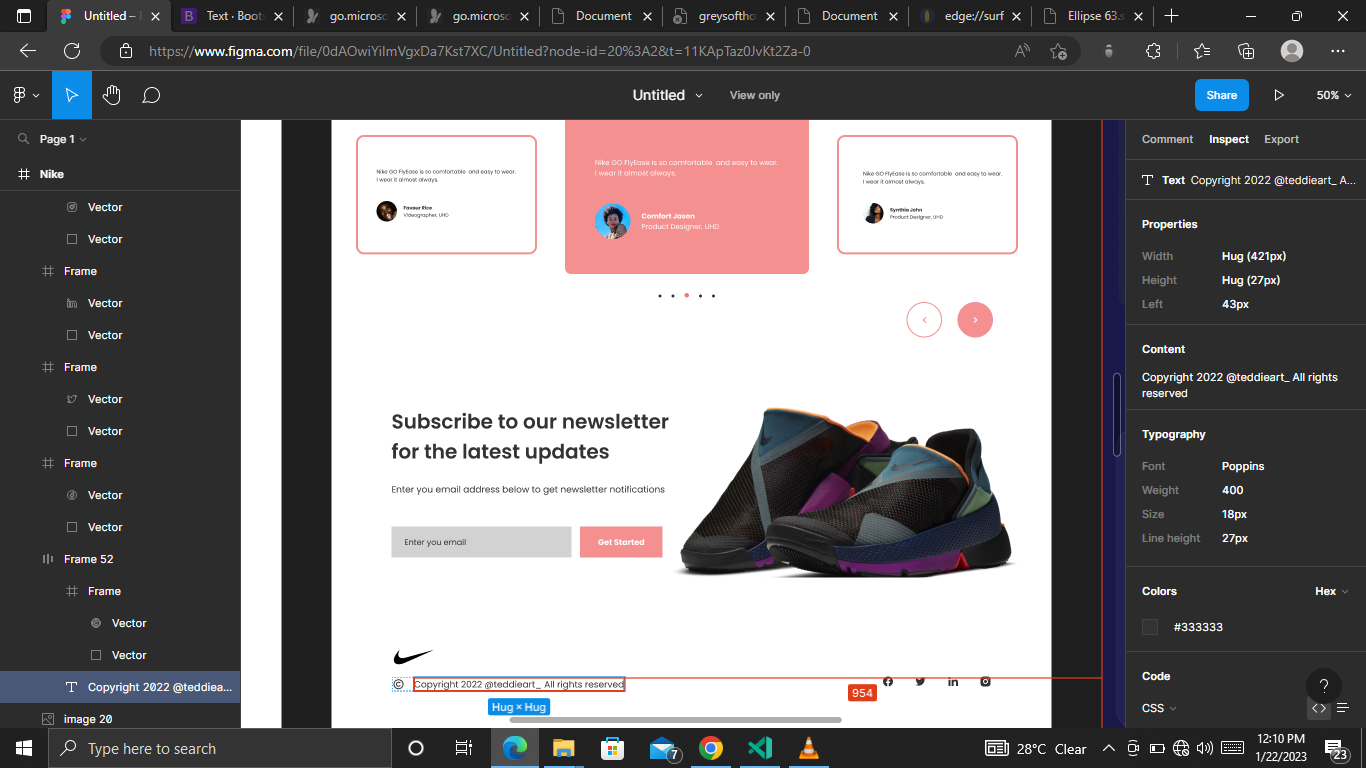 Untitled –
Text · Boots
go.microso
go.microso
Document
greysoftho
Document
edge://surf
Ellipse 63.s
https://www.figma.com/file/0dAOwiYiImVgxDa7Kst7XC/Untitled?node-id=20%3A2&t=11KApTaz0JvKt2Za-0
Untitled
View only
Share
50%
Page 1
Nike
Vector
Vector
Frame
Vector
Vector
Frame
Vector
Vector
Frame
Vector
Vector
Frame 52
Frame
Vector
Vector
Copyright 2022 @teddiea...
image 20
Nike GO FlyEase is so comfortable and easy to wear.
I wear it almost always.
Favour Rice
Videographer, UHD
Nike GO FlyEase is so comfortable and easy to wear.
I wear it almost always.
Comfort Jason
Product Designer, UHD
Nike GO FlyEase is so comfortable and easy to wear.
I wear it almost always.
Synthia John
Product Designer, UHD
Subscribe to our newsletter
for the latest updates
Enter you email address below to get newsletter notifications
Enter you email
Get Started
© Copyright 2022 @teddieart_ All rights reserved
Hug × Hug
954
Comment
Inspect
Export
Text Copyright 2022 @teddieart_ A...
Properties
Width Hug (421px)
Height Hug (27px)
Left 43px
Content
Copyright 2022 @teddieart_ All rights
reserved
Typography
Font Poppins
Weight 400
Size 18px
Line height 27px
Colors
Hex
#333333
Code
CSS
?
Type here to search
7
28°C Clear
12:10 PM
1/22/2023
23